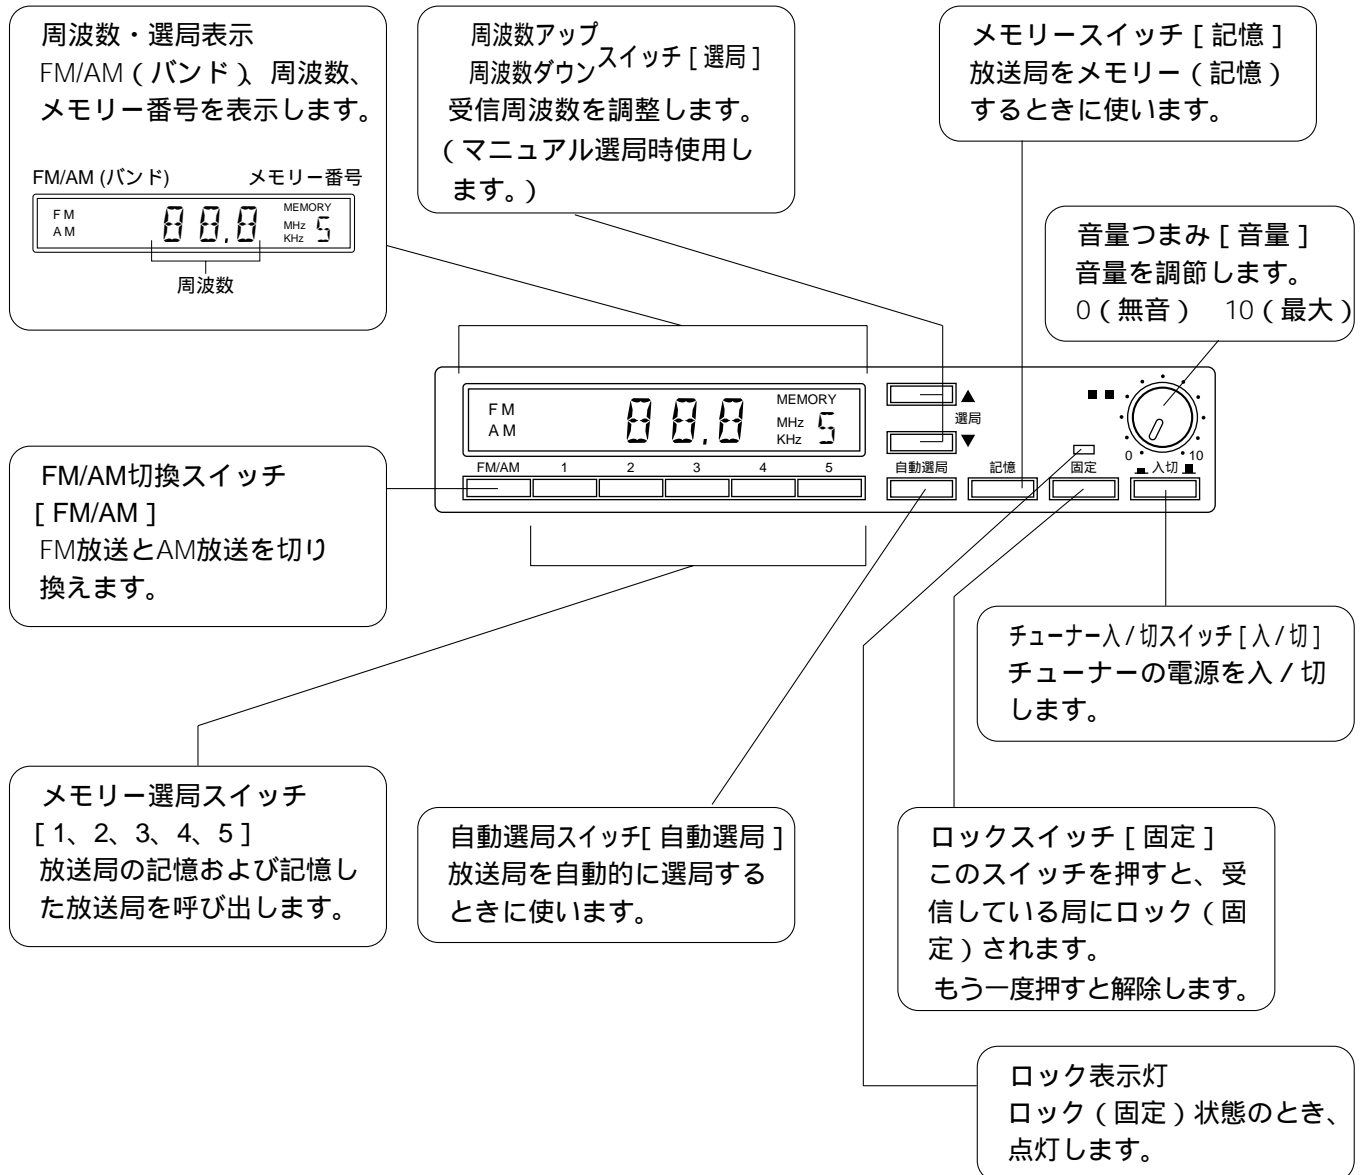 周波数・選局表示
FM/AM（バンド）、周波数、
メモリー番号を表示します。
FM/AM (バンド) メモリー番号
FM
AM
88.8
MEMORY
MHz
KHz
5
周波数
周波数アップ
周波数ダウン
スイッチ［選局］
受信周波数を調整します。
（マニュアル選局時使用し
ます。）
メモリースイッチ［記憶］
放送局をメモリー（記憶）
するときに使います。
音量つまみ［音量］
音量を調節します。
0（無音） 10（最大）
FM
AM
88.8
MEMORY
MHz
KHz
5
▲
選局
▼
■ ■
0 10
FM/AM 1 2 3 4 5
自動選局 記憶 固定 入切
FM/AM切換スイッチ
［FM/AM］
FM放送とAM放送を切り
換えます。
チューナー入/切スイッチ［入/切］
チューナーの電源を入／切
します。
メモリー選局スイッチ
［1、2、3、4、5］
放送局の記憶および記憶し
た放送局を呼び出します。
自動選局スイッチ［自動選局］
放送局を自動的に選局する
ときに使います。
ロックスイッチ［固定］
このスイッチを押すと、受
信している局にロック（固
定）されます。
もう一度押すと解除します。
ロック表示灯
ロック（固定）状態のとき、
点灯します。